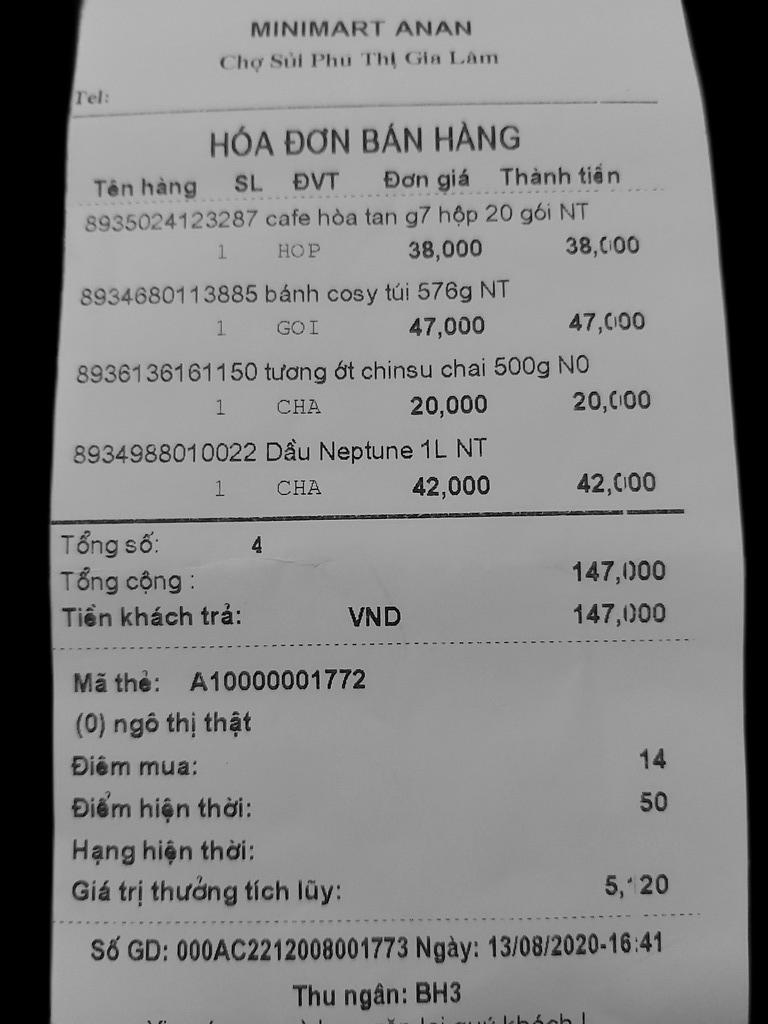 MINIMART ANAN
Chợ Sủi Phú Thị Gia Lâm
Tel:
HÓA ĐƠN BÁN HÀNG
Tên hàng SL ĐVT Đơn giá Thành tiền
8935024123287 cafe hòa tan g7 hộp 20 gói NT
1 HOP 38,000 38,000
8934680113885 bánh cosy túi 576g NT
1 GOI 47,000 47,000
8936136161150 tương ớt chinsu chai 500g N0
1 CHA 20,000 20,000
8934988010022 Dầu Neptune 1L NT
1 CHA 42,000 42,000
Tổng số: 4
Tổng cộng : 147,000
Tiền khách trả: VND 147,000
Mã thẻ: A10000001772
(0) ngô thị thật
Điểm mua: 14
Điểm hiện thời: 50
Hạng hiện thời:
Giá trị thưởng tích lũy:
Số GD: 000AC2212008001773 Ngày: 13/08/2020-16:41
Thu ngân: BH3